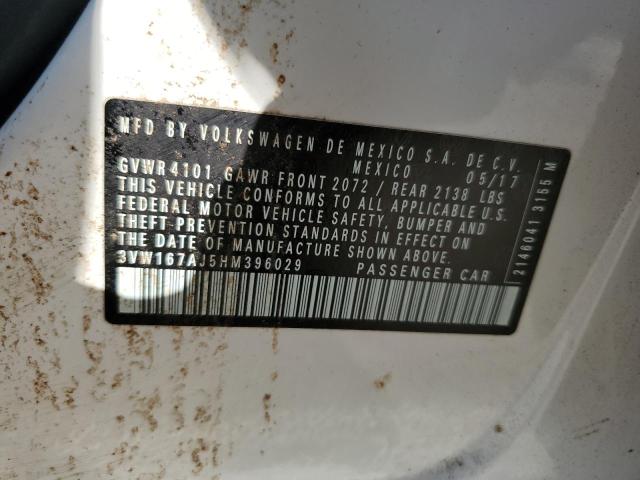 MFD BY VOLKSWAGEN DE MEXICO S.A. DE C.V.
MEXICO 05/17
GVWR 4101 GAWR FRONT 2072 / REAR 2138 LBS
THIS VEHICLE CONFORMS TO ALL APPLICABLE U.S.
FEDERAL MOTOR VEHICLE SAFETY, BUMPER AND
THEFT PREVENTION STANDARDS IN EFFECT ON
THE DATE OF MANUFACTURE SHOWN ABOVE.
3VW167AJ5HM396029 PASSENGER CAR
2146041 3155 M